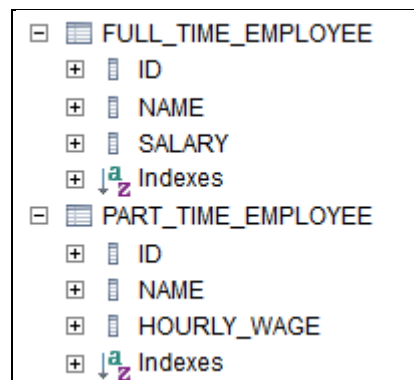 FULL_TIME_EMPLOYEE
ID
NAME
SALARY
Indexes
PART_TIME_EMPLOYEE
ID
NAME
HOURLY_WAGE
Indexes